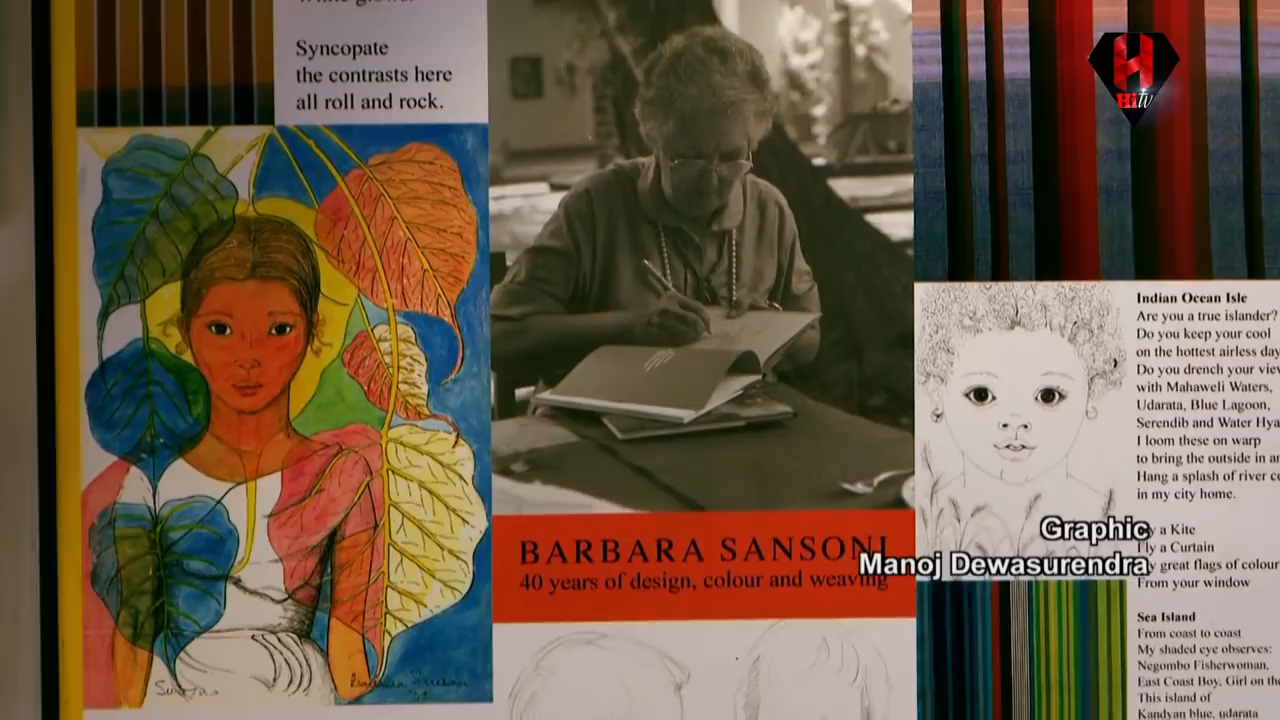 Syncopate
the contrasts here
all roll and rock.
BARBARA SANSONI
40 years of design, colour and weaving
Hi tv
Indian Ocean Isle
Are you a true islander?
Do you keep your cool
on the hottest airless day
Do you drench your
with Mahaweli Waters,
Udarata, Blue Lagoon,
Serendib and Water
I loom these on warp
to bring the outside in
Hang a splash of river
in my city home.
a Kite
Fly a Curtain
great flags of colour
From your window
Graphic
Manoj Dewasurendra
Sea Island
From coast to coast
My shaded eye observes:
Negombo Fisherwoman,
East Coast Boy, Girl on
This island of
Kandyan blue, udarata